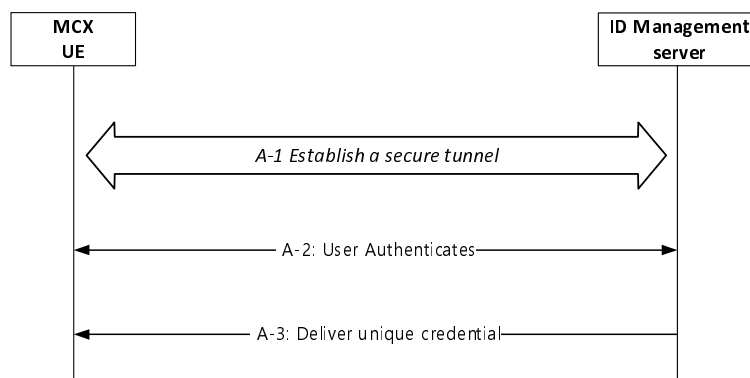 MCX
UE
ID Management
server
A-1 Establish a secure tunnel
A-2: User Authenticates
A-3: Deliver unique credential